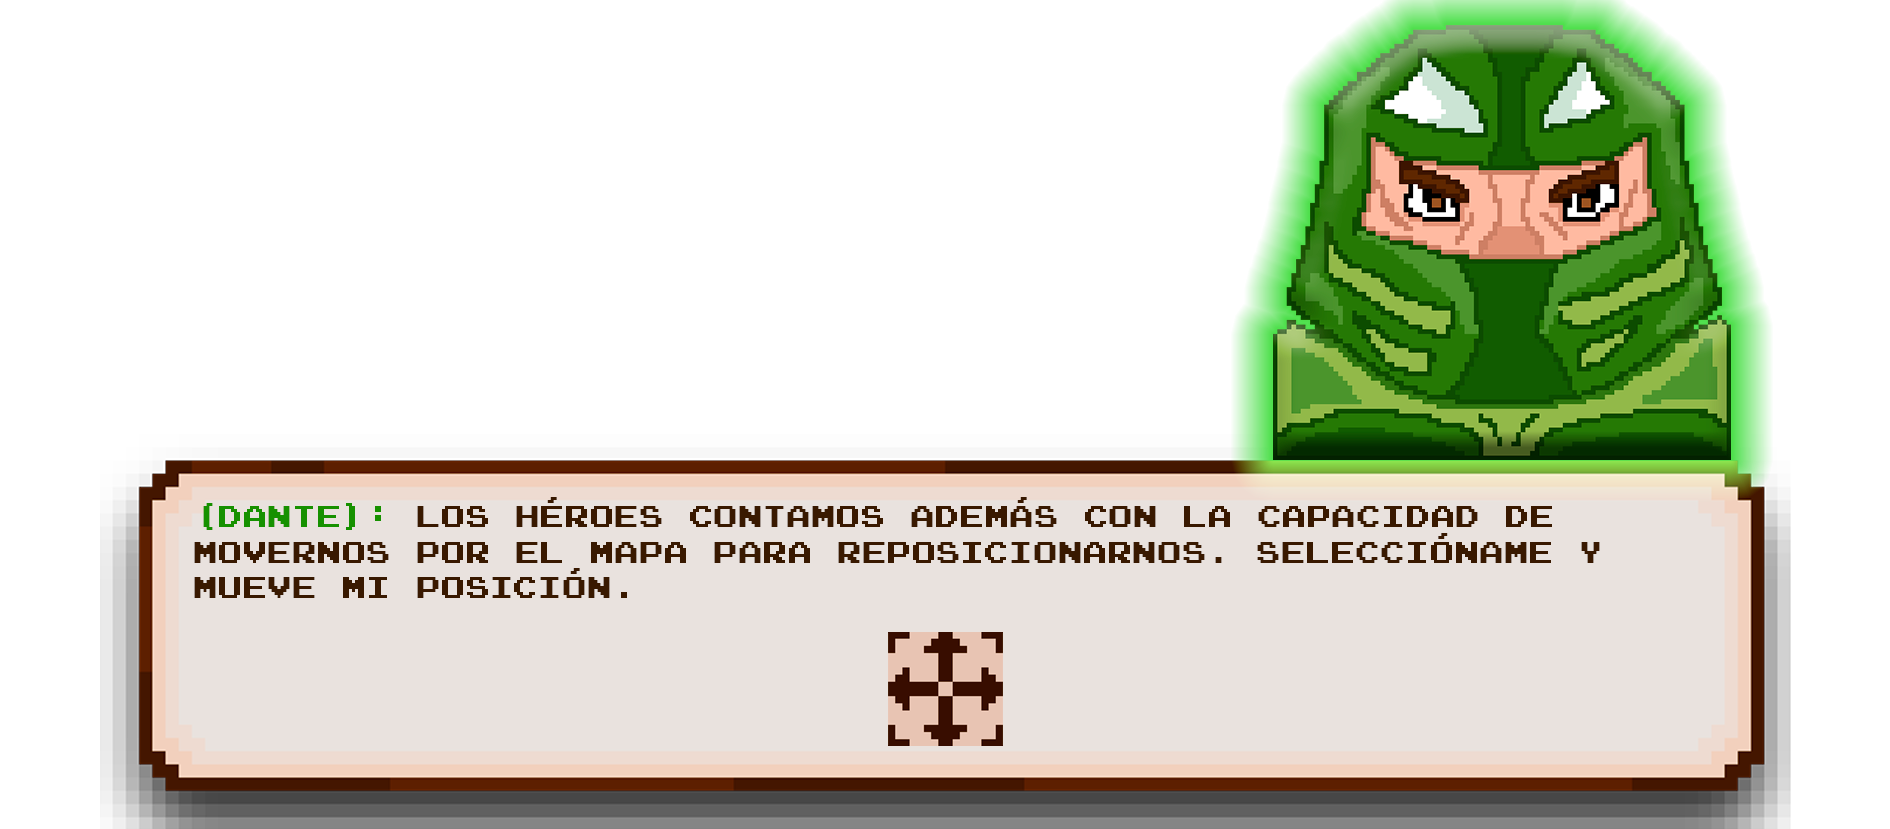 (DANTE): LOS HÉROES CONTAMOS ADEMÁS CON LA CAPACIDAD DE
MOVERNOS POR EL MAPA PARA REPOSICIONARNOS. SELECCIÓNAME Y
MUEVE MI POSICIÓN.